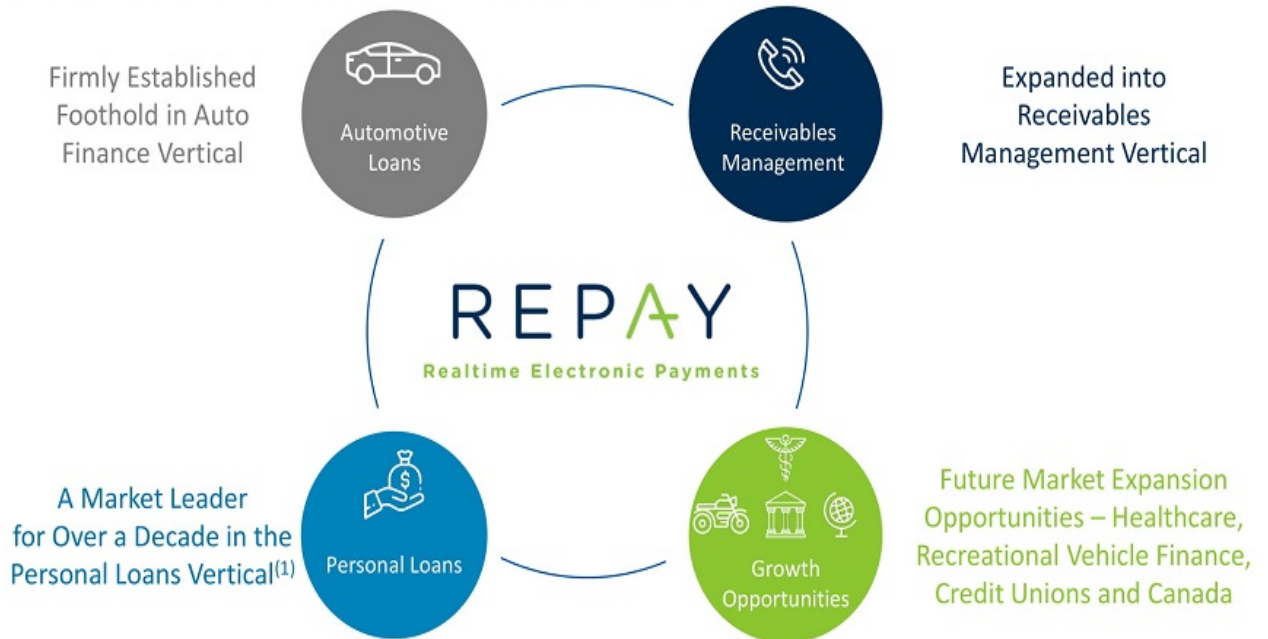 Firmly Established
Foothold in Auto
Finance Vertical
Automotive
Loans
Receivables
Management
Expanded into
Receivables
Management Vertical
REPAY
Realtime Electronic Payments
A Market Leader
for Over a Decade in the
Personal Loans Vertical(1)
$
Personal Loans
Growth
Opportunities
Future Market Expansion
Opportunities – Healthcare,
Recreational Vehicle Finance,
Credit Unions and Canada